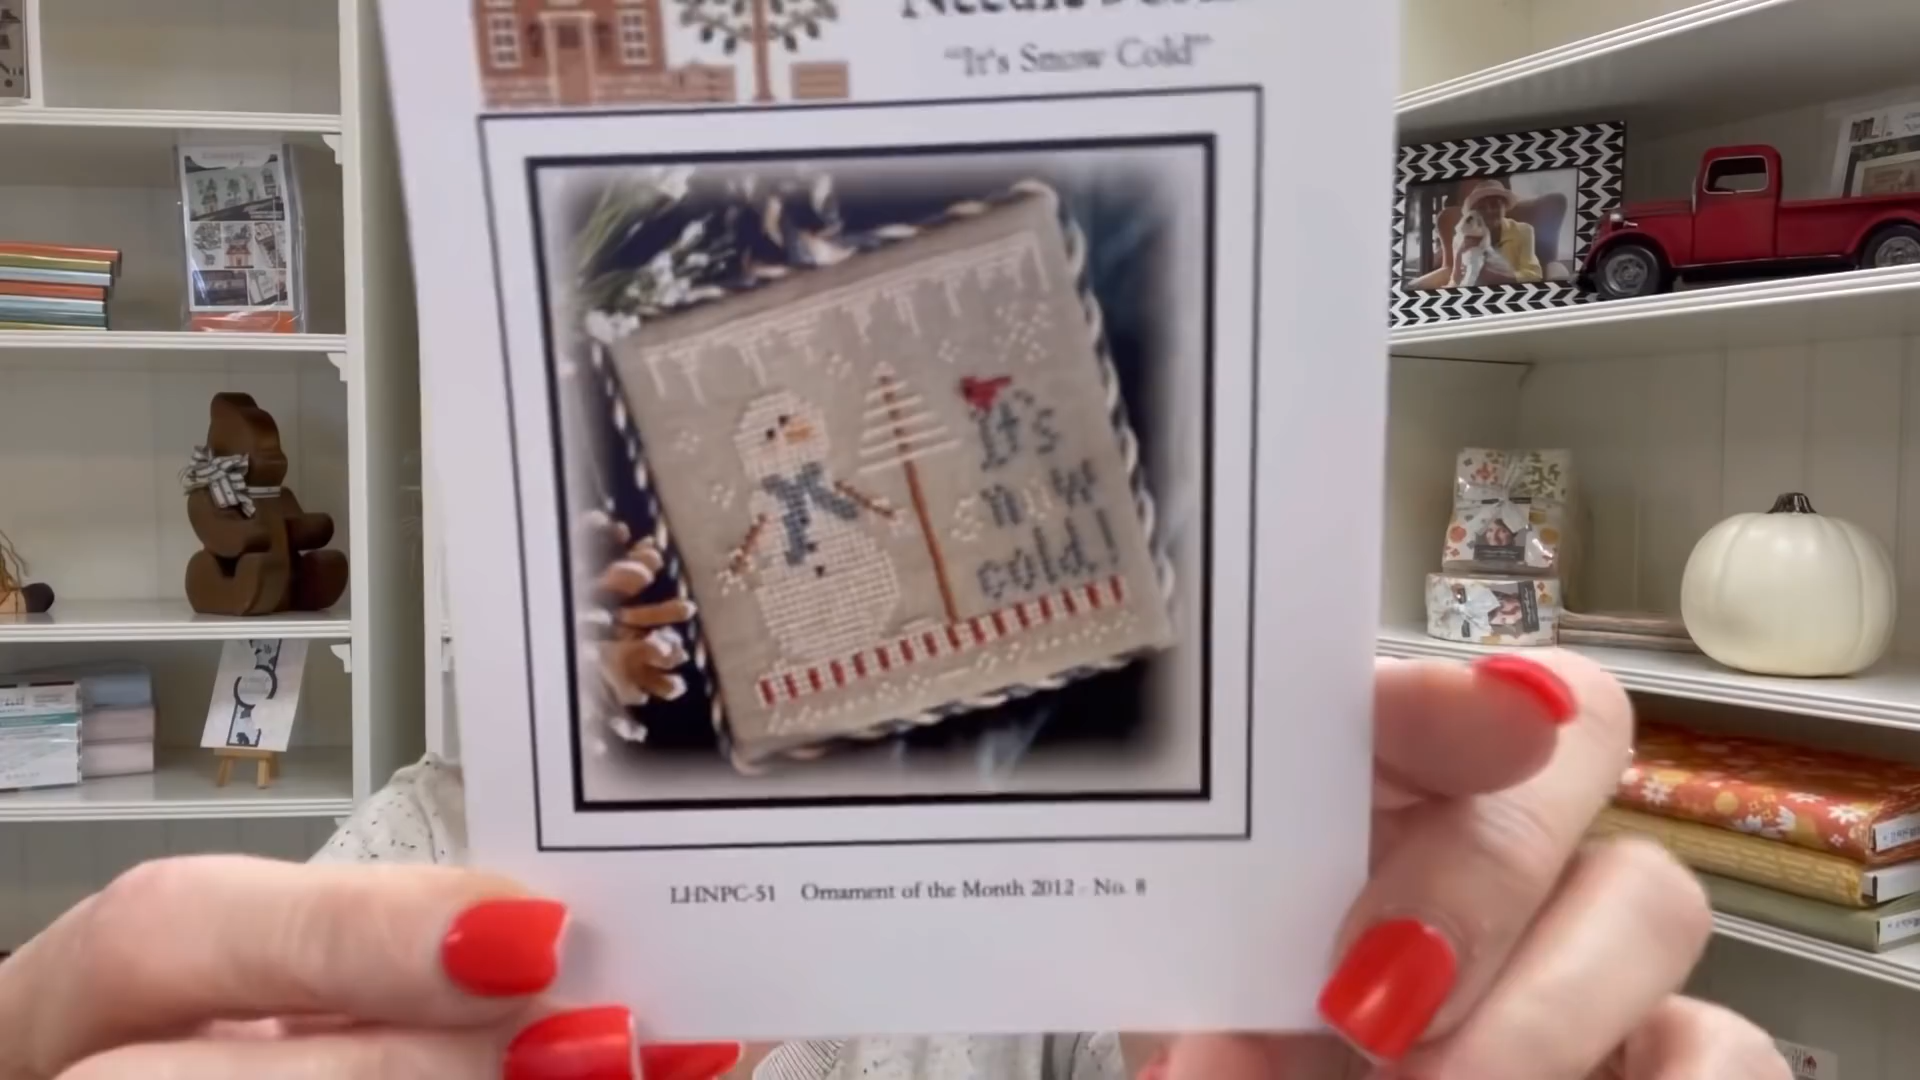 "It's Snow Cold"
It's
snow
cold!
LHNPC-51 Ornament of the Month 2012 - No. 8